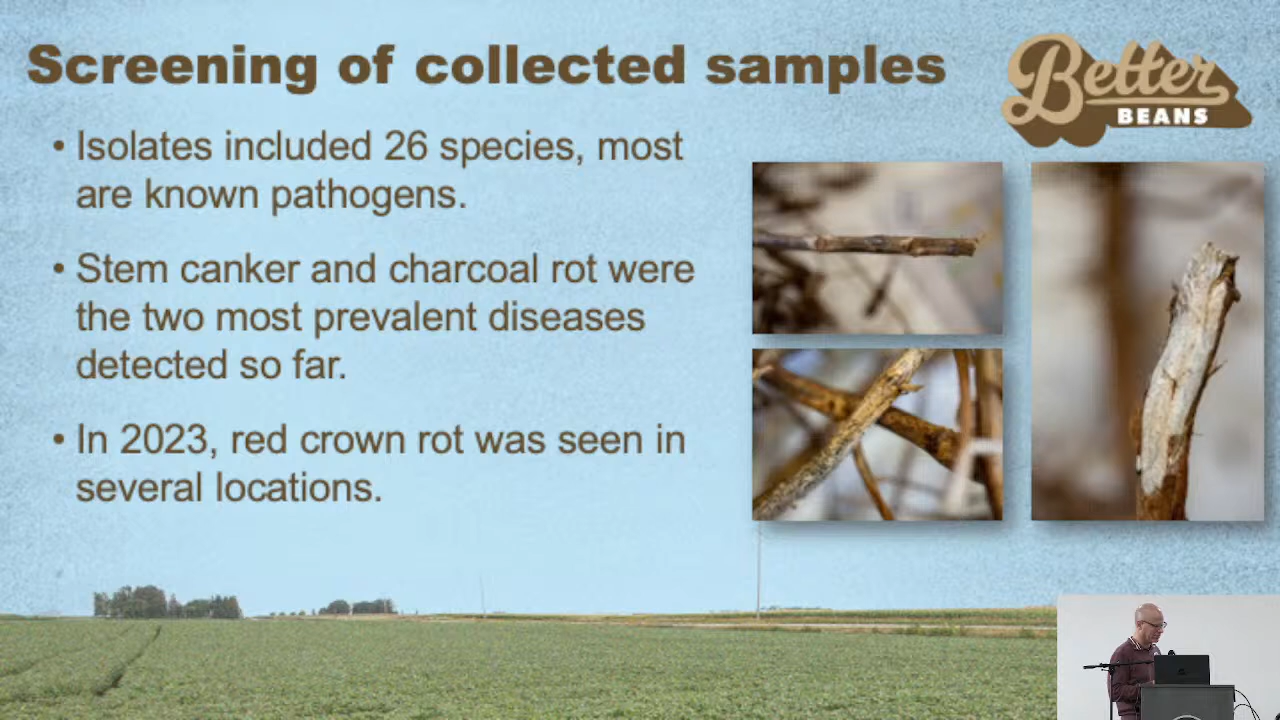 Screening of collected samples
Better
BEANS
• Isolates included 26 species, most
are known pathogens.
• Stem canker and charcoal rot were
the two most prevalent diseases
detected so far.
• In 2023, red crown rot was seen in
several locations.